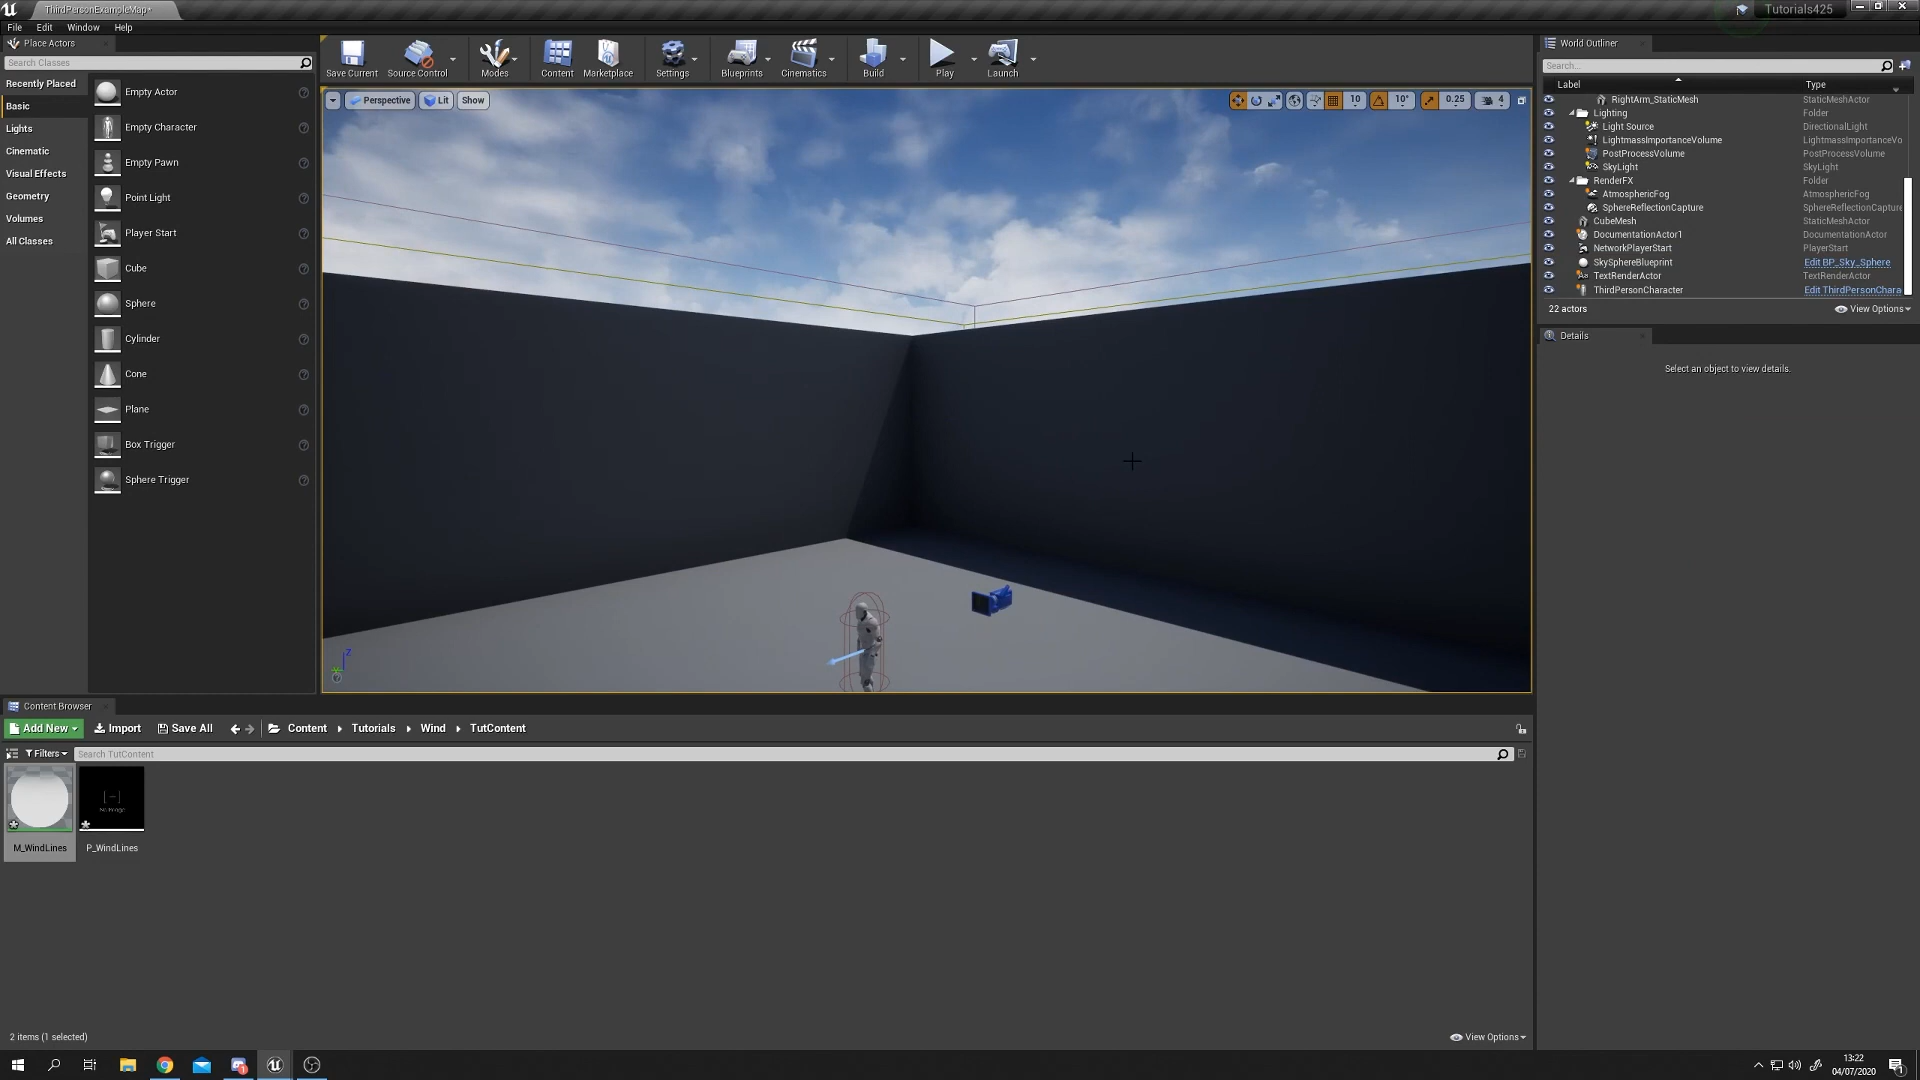 ThirdPersonExampleMap*
Tutorials425
File Edit Window Help
Place Actors
Search Classes
Recently Placed
Basic
Lights
Cinematic
Visual Effects
Geometry
Volumes
All Classes
Empty Actor
Empty Character
Empty Pawn
Point Light
Player Start
Cube
Sphere
Cylinder
Cone
Plane
Box Trigger
Sphere Trigger
Save Current
Source Control
Modes
Content
Marketplace
Settings
Blueprints
Cinematics
Build
Play
Launch
Perspective Lit Show
10 10° 0.25 4
Z
World Outliner
Search...
Label Type
RightArm_StaticMesh StaticMeshActor
Lighting Folder
Light Source DirectionalLight
LightmassImportanceVolume LightmassImportanceVo
PostProcessVolume PostProcessVolume
SkyLight SkyLight
RenderFX Folder
AtmosphericFog AtmosphericFog
SphereReflectionCapture SphereReflectionCapture
CubeMesh StaticMeshActor
DocumentationActor1 DocumentationActor
NetworkPlayerStart PlayerStart
SkySphereBlueprint Edit BP_Sky_Sphere
TextRenderActor TextRenderActor
ThirdPersonCharacter Edit ThirdPersonChara
22 actors View Options
Details
Select an object to view details.
Content Browser
Add New Import Save All Content Tutorials Wind TutContent
Filters Search TutContent
No Image
M_WindLines P_WindLines
2 items (1 selected) View Options
13:22
04/07/2020